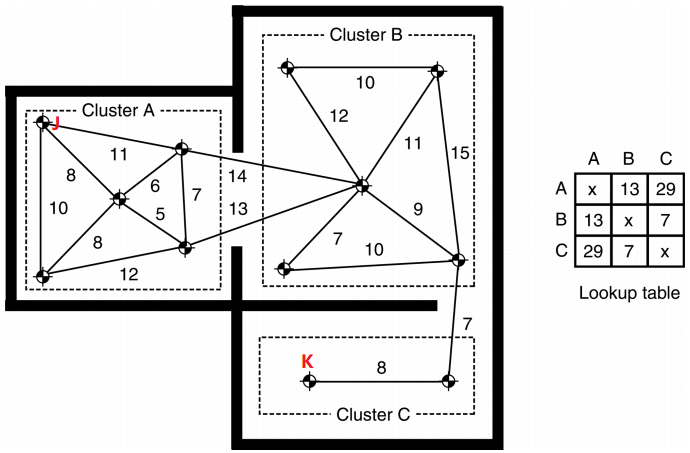 Cluster B
10
12
11
15
9
7
10
Cluster A
J
11
8
6
7
10
5
8
12
14
13
7
K
8
Cluster C
A B C
A x 13 29
B 13 x 7
C 29 7 x
Lookup table